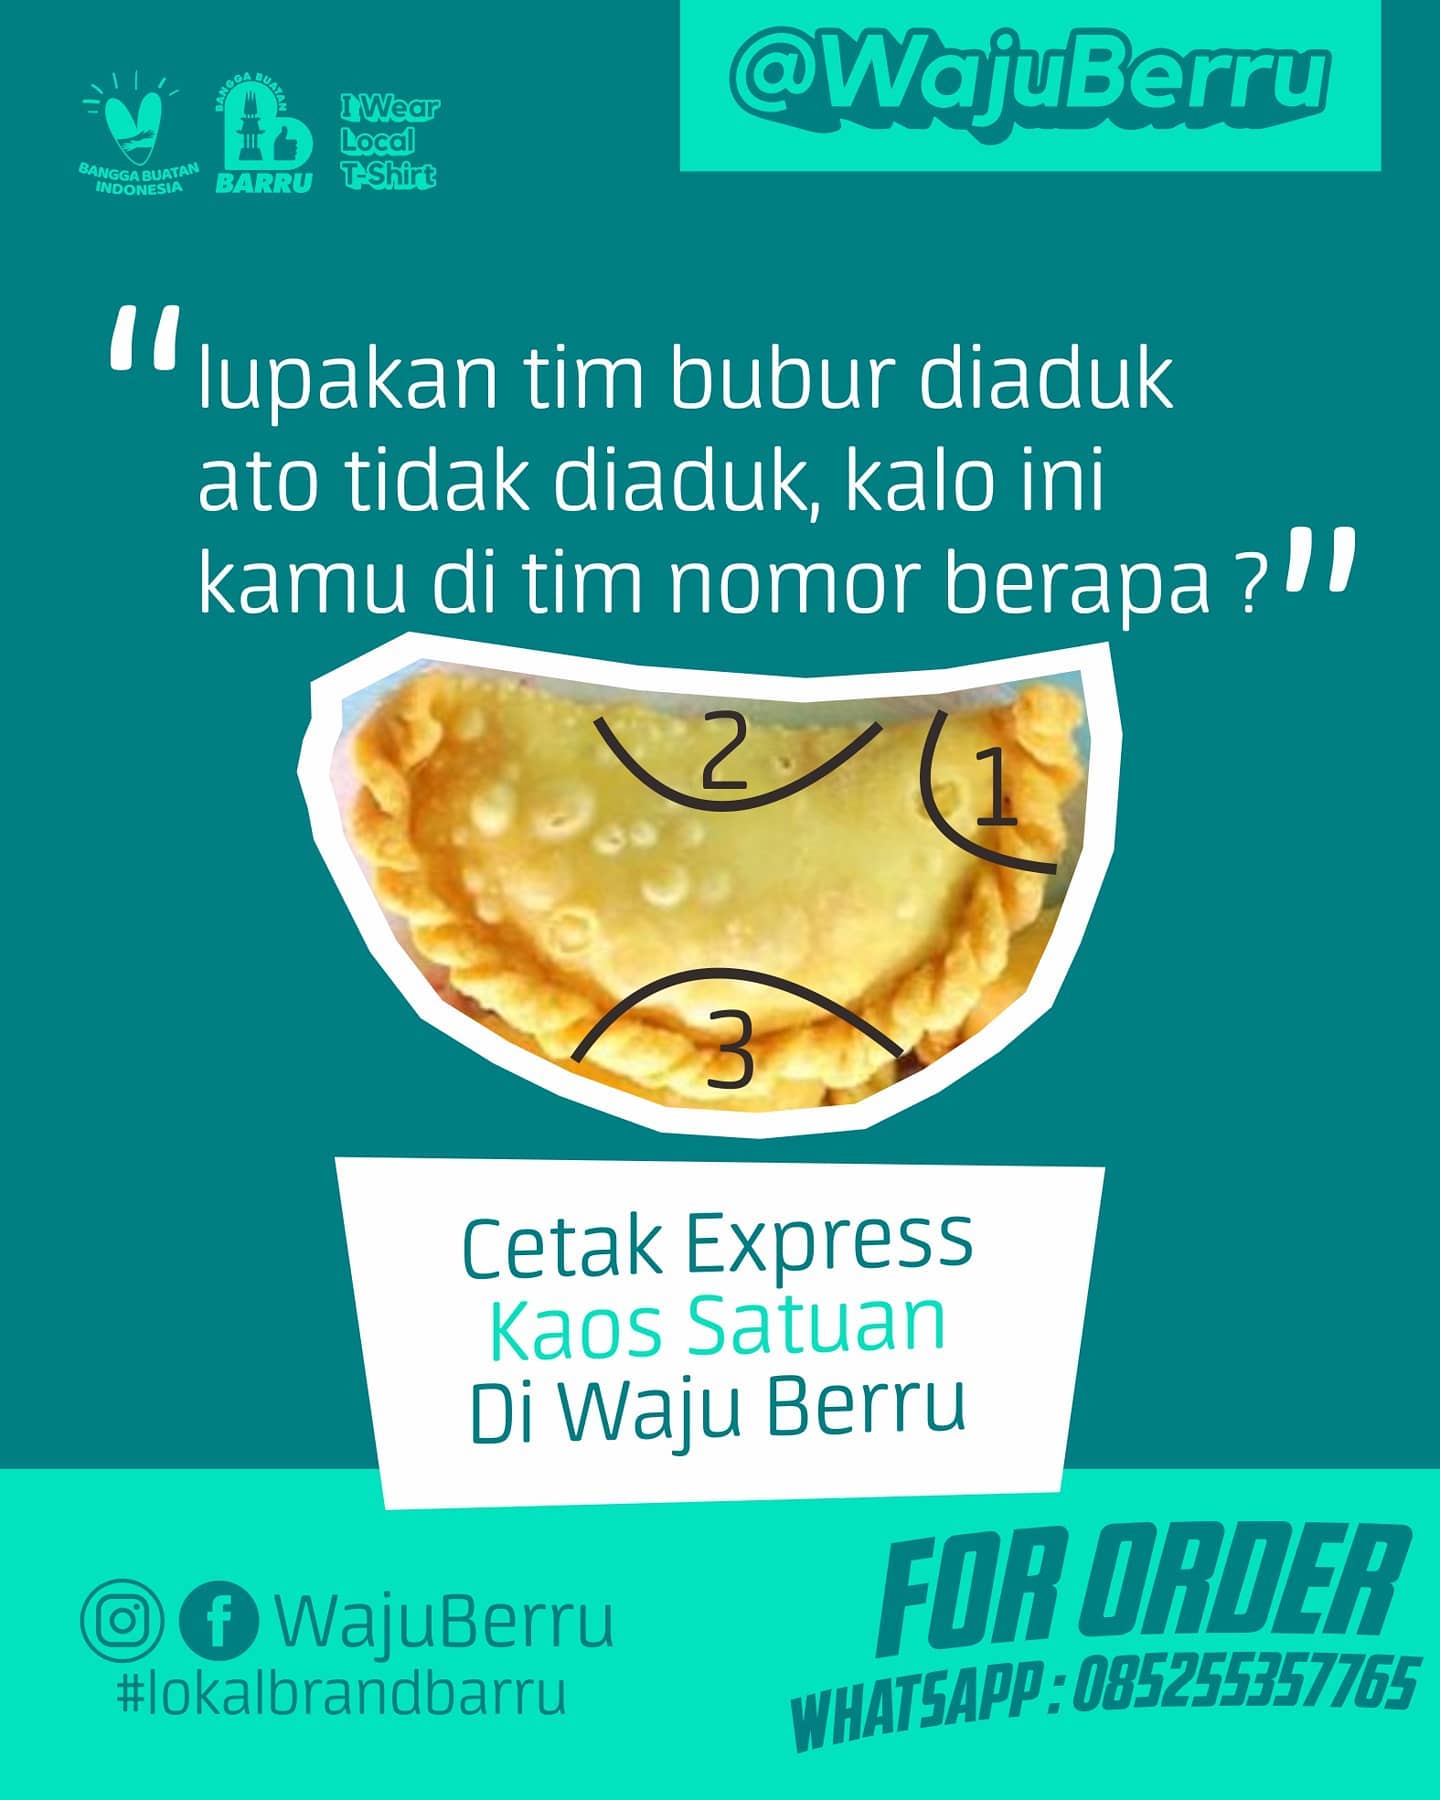 @WajuBerru
BANGGA BUATAN
INDONESIA
BANGGA BUATAN
BARRU
I Wear
Local
T-Shirt
“lupakan tim bubur diaduk
ato tidak diaduk, kalo ini
kamu di tim nomor berapa ?”
2
1
3
Cetak Express
Kaos Satuan
Di Waju Berru
WajuBerru
#lokalbrandbarru
FOR ORDER
WHATSAPP : 085255357765